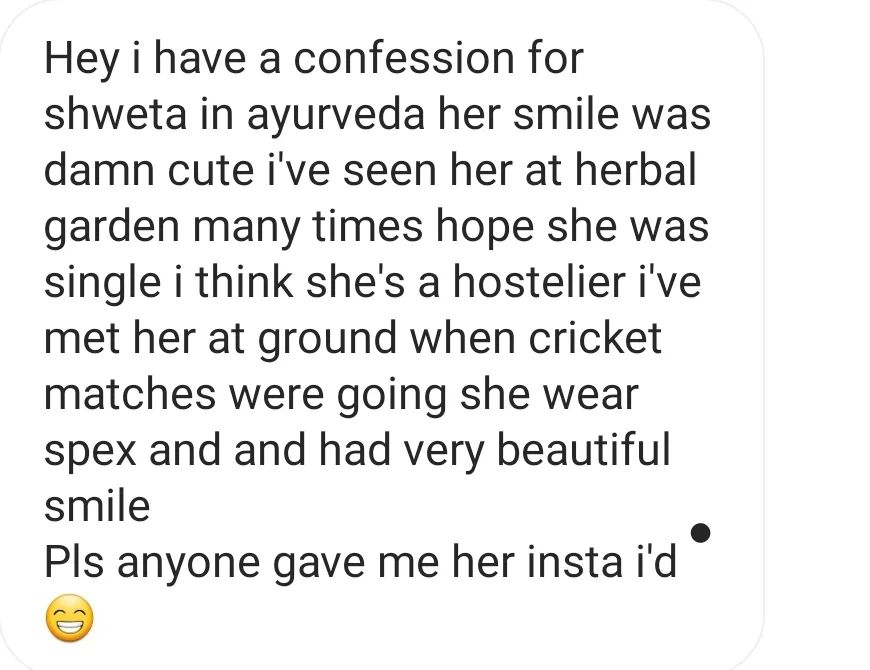 Hey i have a confession for
shweta in ayurveda her smile was
damn cute i've seen her at herbal
garden many times hope she was
single i think she's a hostelier i've
met her at ground when cricket
matches were going she wear
spex and and had very beautiful
smile
Pls anyone gave me her insta i'd
😁